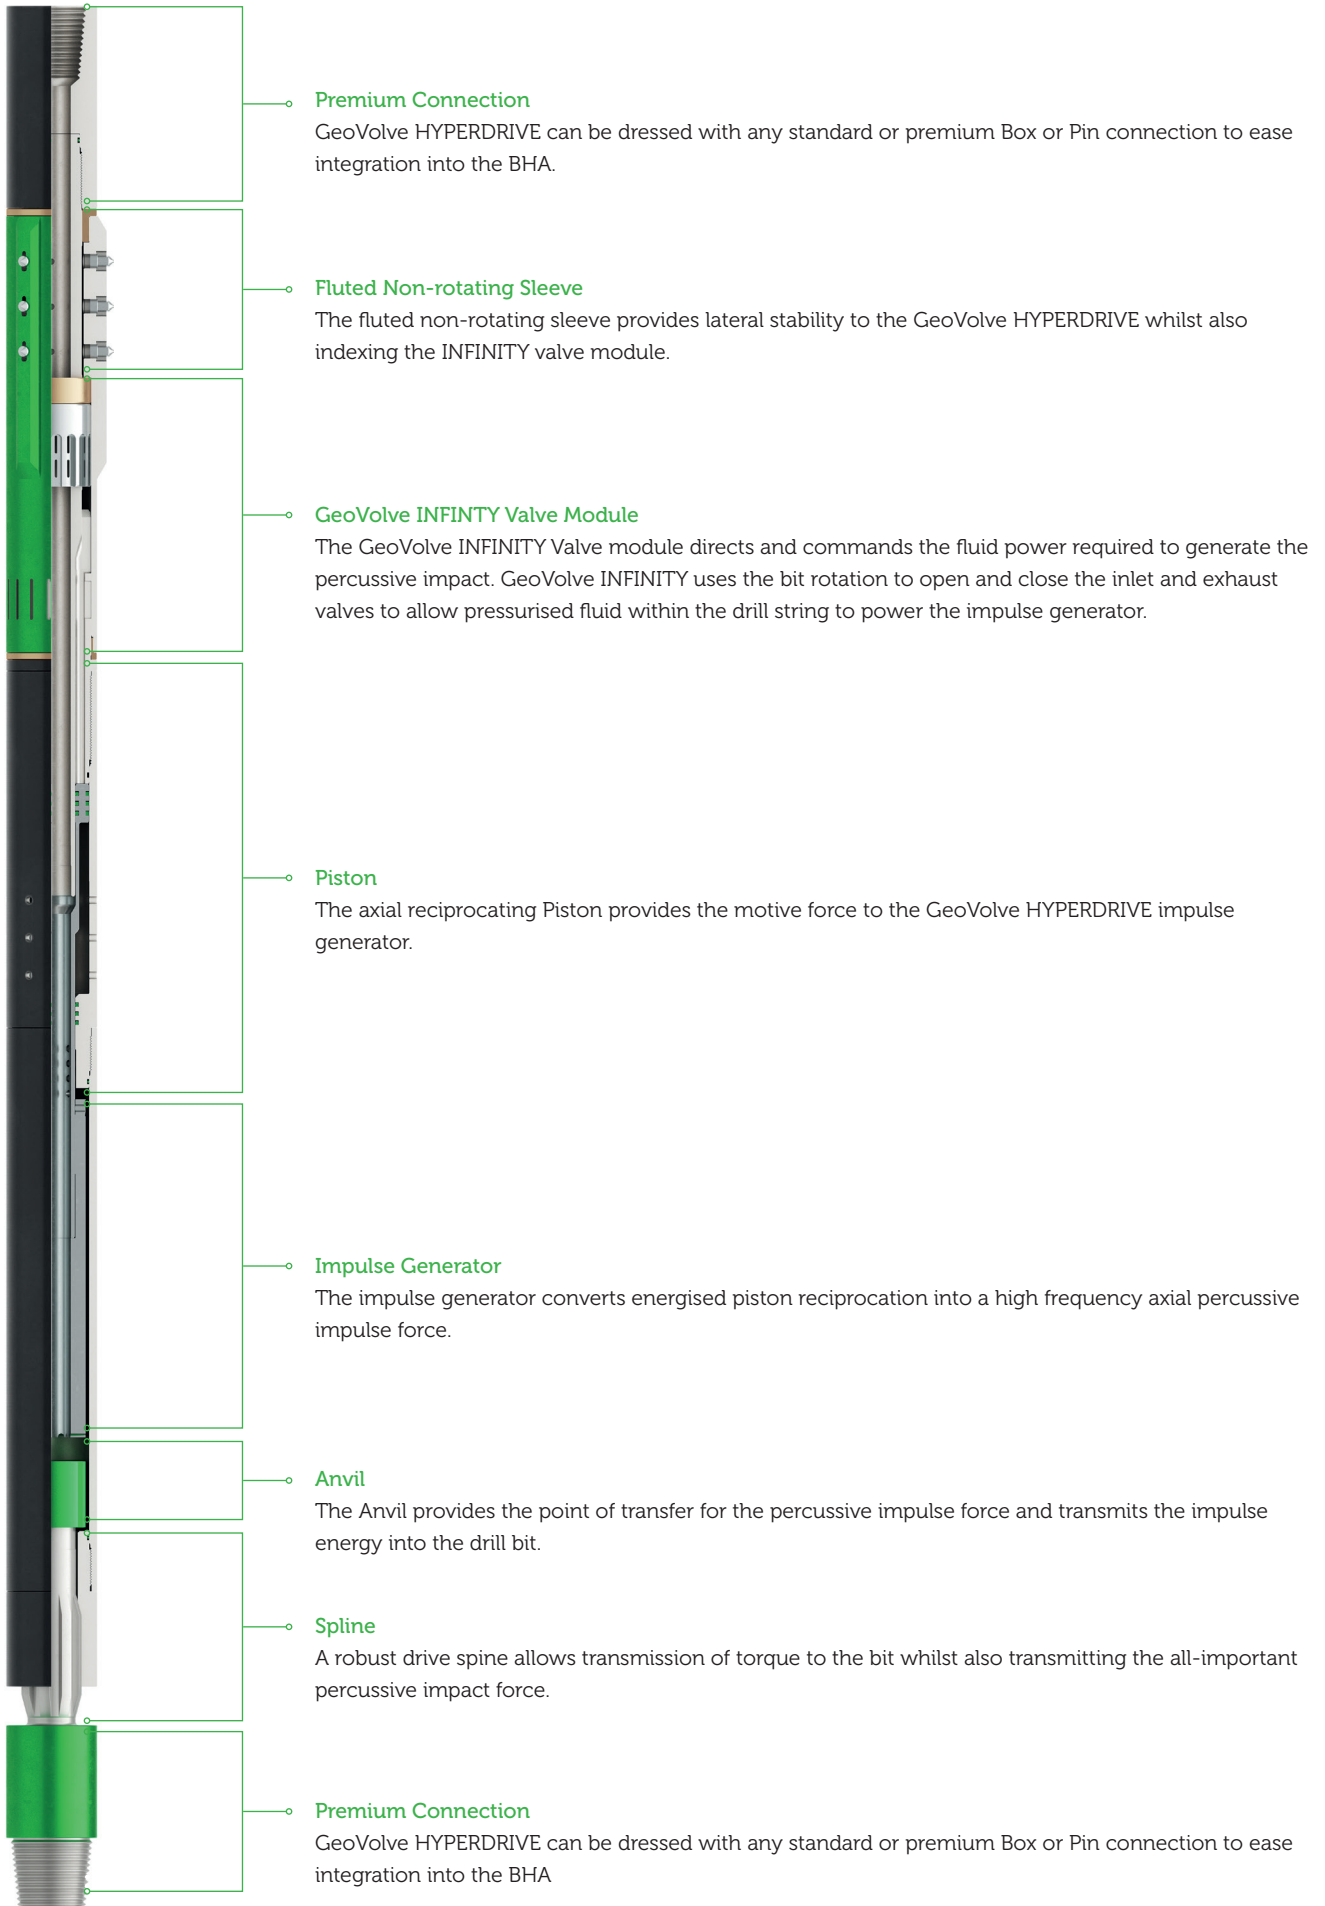 Premium Connection
GeoVolve HYPERDRIVE can be dressed with any standard or premium Box or Pin connection to ease
integration into the BHA.
Fluted Non-rotating Sleeve
The fluted non-rotating sleeve provides lateral stability to the GeoVolve HYPERDRIVE whilst also
indexing the INFINITY valve module.
GeoVolve INFINTY Valve Module
The GeoVolve INFINITY Valve module directs and commands the fluid power required to generate the
percussive impact. GeoVolve INFINITY uses the bit rotation to open and close the inlet and exhaust
valves to allow pressurised fluid within the drill string to power the impulse generator.
Piston
The axial reciprocating Piston provides the motive force to the GeoVolve HYPERDRIVE impulse
generator.
Impulse Generator
The impulse generator converts energised piston reciprocation into a high frequency axial percussive
impulse force.
Anvil
The Anvil provides the point of transfer for the percussive impulse force and transmits the impulse
energy into the drill bit.
Spline
A robust drive spine allows transmission of torque to the bit whilst also transmitting the all-important
percussive impact force.
Premium Connection
GeoVolve HYPERDRIVE can be dressed with any standard or premium Box or Pin connection to ease
integration into the BHA